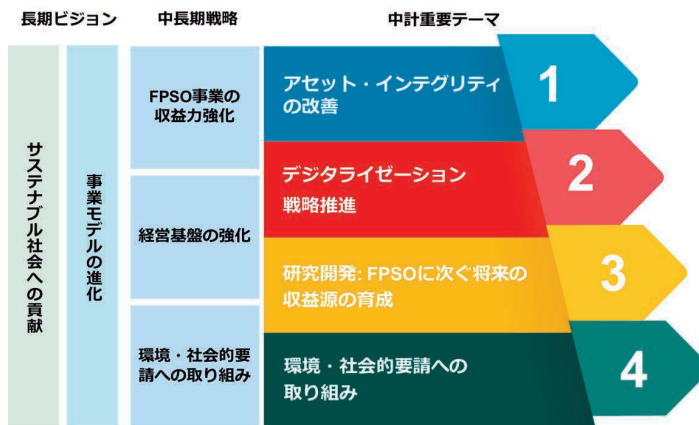 長期ビジョン
中長期戦略
中計重要テーマ
サステナブル社会への貢献
事業モデルの進化
FPSO事業の
収益力強化
経営基盤の強化
環境・社会的要
請への取り組み
アセット・インテグリティ
の改善
1
デジタライゼーション
戦略推進
2
研究開発: FPSOに次ぐ将来の
収益源の育成
3
環境・社会的要請への
取り組み
4